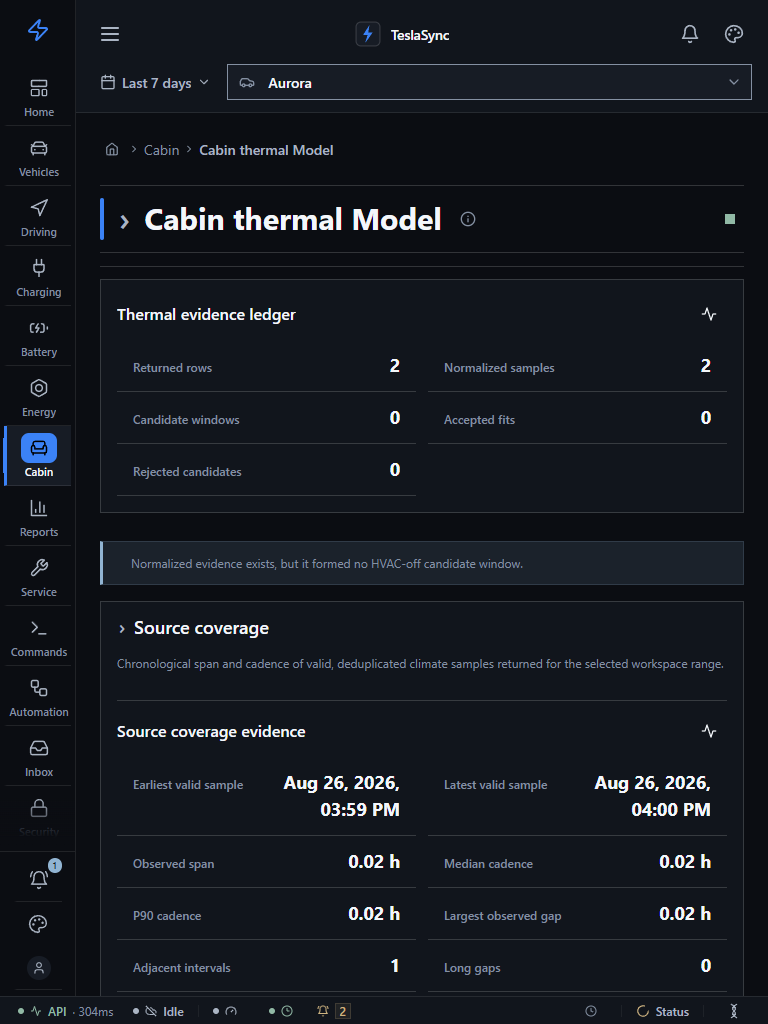 TeslaSync
Last 7 days
Aurora
Home
Vehicles
Driving
Charging
Battery
Energy
Cabin
Reports
Service
Commands
Automation
Inbox
Security
1
Cabin
Cabin thermal Model
Cabin thermal Model
Thermal evidence ledger
Returned rows 2
Normalized samples 2
Candidate windows 0
Accepted fits 0
Rejected candidates 0
Normalized evidence exists, but it formed no HVAC-off candidate window.
Source coverage
Chronological span and cadence of valid, deduplicated climate samples returned for the selected workspace range.
Source coverage evidence
Earliest valid sample Aug 26, 2026,
03:59 PM
Latest valid sample Aug 26, 2026,
04:00 PM
Observed span 0.02 h
Median cadence 0.02 h
P90 cadence 0.02 h
Largest observed gap 0.02 h
Adjacent intervals 1
Long gaps 0
API · 304ms
Idle
2
Status